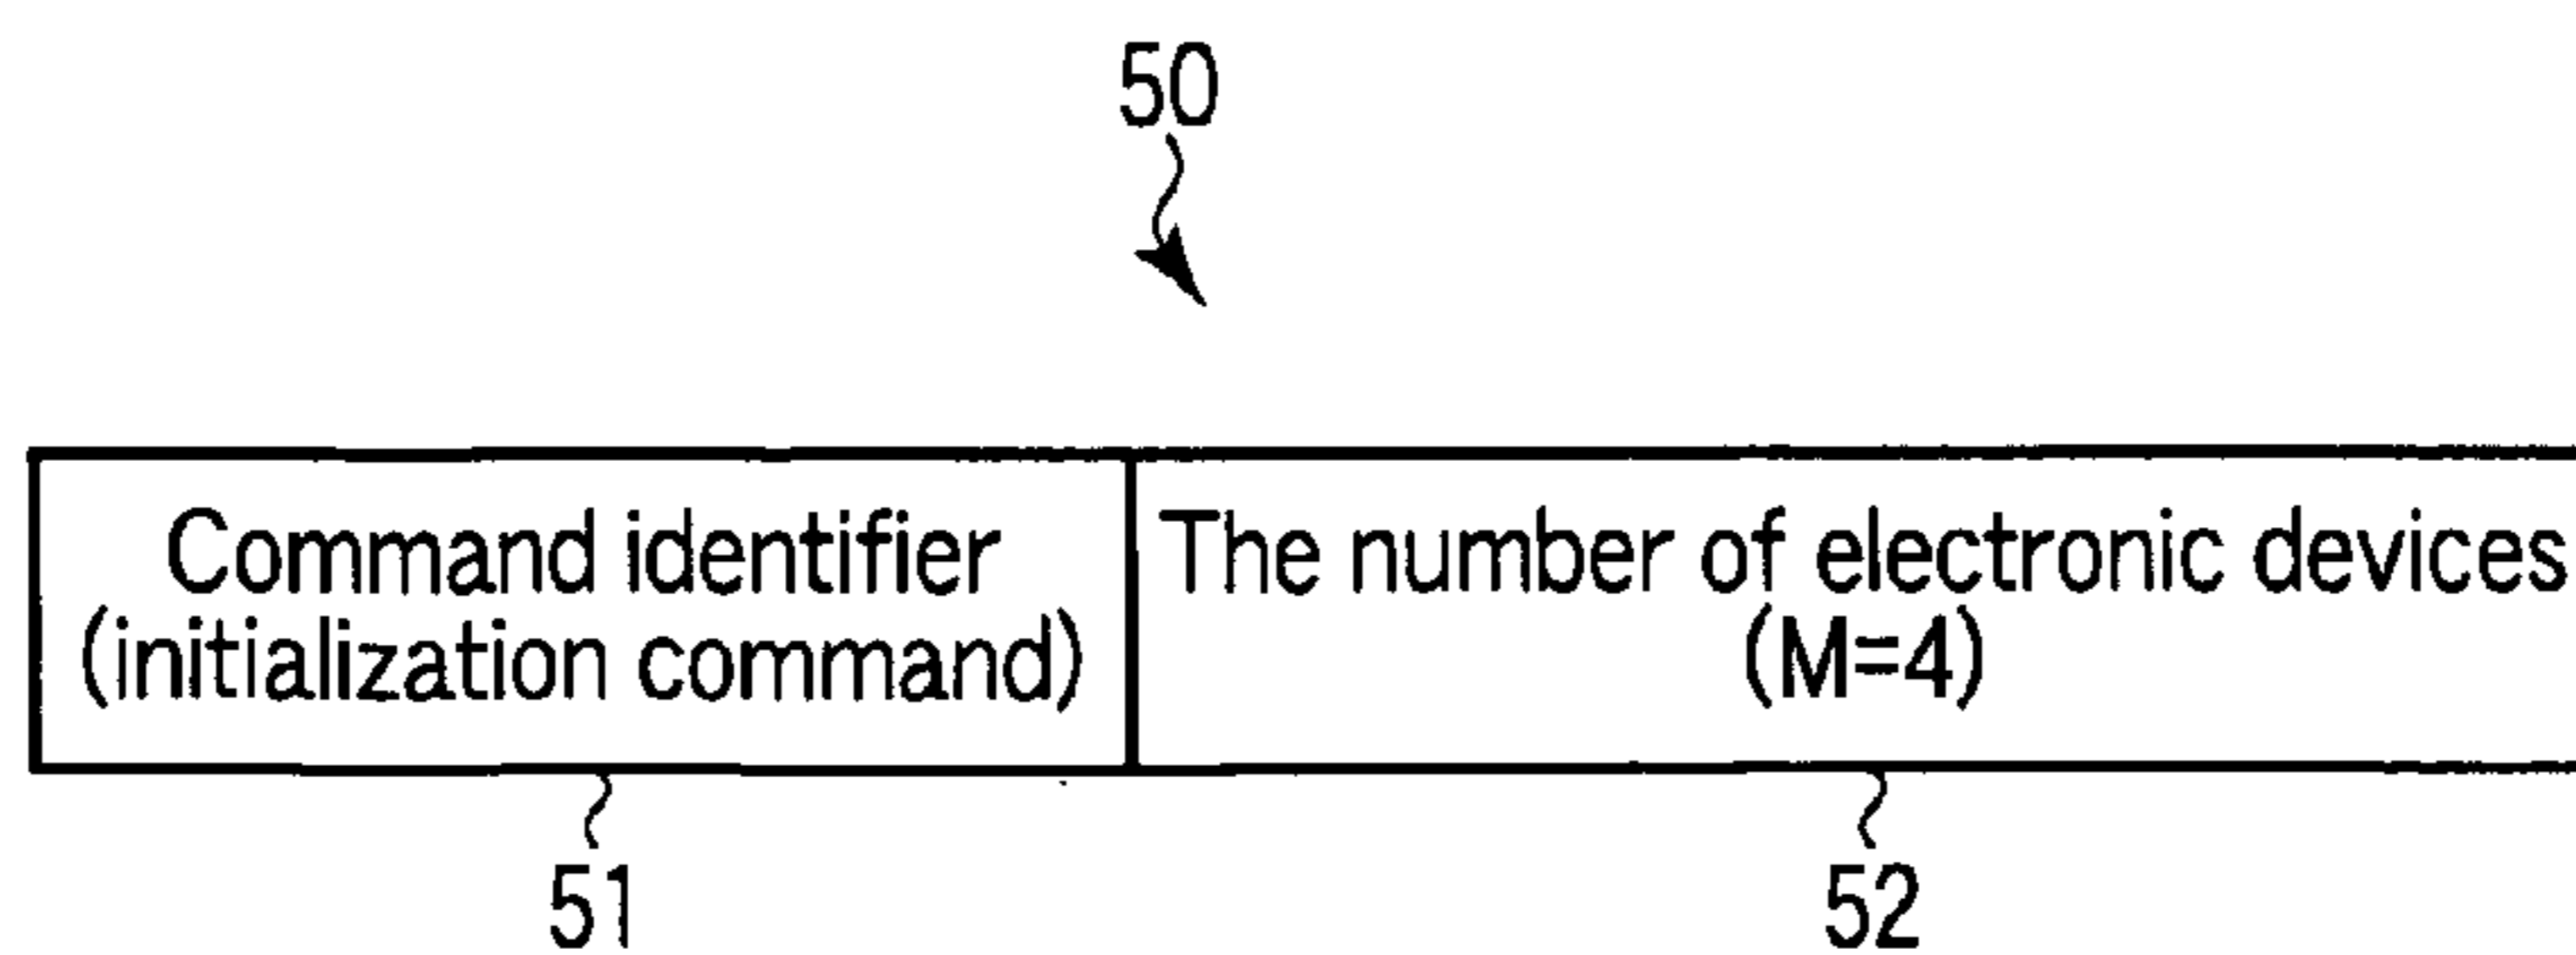 50
Command identifier
(initialization command)
The number of electronic devices
(M=4)
51
52